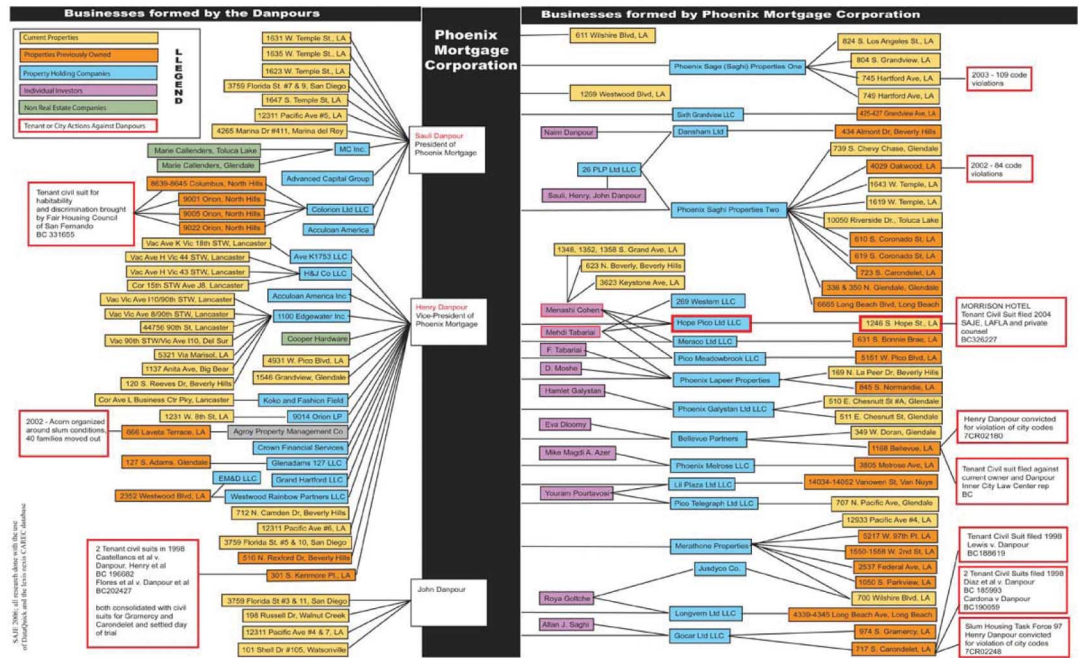 Businesses formed by the Danpours
Phoenix
Mortgage
Corporation
Businesses formed by Phoenix Mortgage Corporation
Current Properties
Properties Previously Owned
Property Holding Companies
Individual Investors
Non Real Estate Companies
Tenant or City Actions Against Danpours
LLEGEND
1631 W. Temple St., LA
1635 W. Temple St., LA
1623 W. Temple St., LA
3759 Florida St. #7 & 9, San Diego
1647 S. Temple St, LA
12311 Pacific Ave #5, LA
4265 Marina Dr #411, Marina del Rey
Marie Callenders, Toluca Lake
Marie Callenders, Glendale
MC Inc.
Advanced Capital Group
Sauli Danpour
President of
Phoenix Mortgage
Tenant civil suit for
habitability
and discrimination brought
by Fair Housing Council
of San Fernando
BC 331655
8639-8645 Columbus, North Hills
9001 Orion, North Hills
9005 Orion, North Hills
9022 Orion, North Hills
Colorion Ltd LLC
Acculoan America
Vac Ave K Vic 18th STW, Lancaster
Vac Ave H Vic 44 STW, Lancaster
Vac Ave H Vic 43 STW, Lancaster
Cor 15th STW Ave J8, Lancaster
Ave K1753 LLC
H&J Co LLC
Vac Vic Ave I10/90th STW, Lancaster
Vac Vic Ave 8/90th STW, Lancaster
44756 90th St, Lancaster
Vac 90th STW/Vic Ave I10, Del Sur
5321 Via Marisol, LA
1137 Anita Ave, Big Bear
120 S. Reeves Dr, Beverly Hills
Acculoan America Inc
1100 Edgewater Inc
Cooper Hardware
4931 W. Pico Blvd, LA
1546 Grandview, Glendale
Henry Danpour
Vice-President of
Phoenix Mortgage
Cor Ave L Business Ctr Pky, Lancaster
Koko and Fashion Field
1231 W. 8th St, LA
9014 Orion LP
2002 - Acorn organized
around slum conditions,
40 families moved out
666 Laveta Terrace, LA
Agroy Property Management Co
Crown Financial Services
127 S. Adams, Glendale
Glenadams 127 LLC
EM&D LLC
Grand Hartford LLC
2352 Westwood Blvd, LA
Westwood Rainbow Partners LLC
712 N. Camden Dr, Beverly Hills
12311 Pacific Ave #6, LA
3759 Florida St. #5 & 10, San Diego
516 N. Rexford Dr, Beverly Hills
301 S. Kenmore Pl., LA
2 Tenant civil suits in 1998
Castellanos et al v.
Danpour, Henry et al
BC 196682
Flores et al v. Danpour et al
BC202427
both consolidated with civil
suits for Gramercy and
Carondelet and settled day
of trial
John Danpour
3759 Florida St #3 & 11, San Diego
198 Russell Dr, Walnut Creek
12311 Pacific Ave #4 & 7, LA
101 Shell Dr #105, Watsonville
SAJE 2006; all research done with the use
of DataQuick and the lexis nexis CAREC database
611 Wilshire Blvd, LA
Phoenix Saga (Saghi) Properties One
824 S. Los Angeles St., LA
804 S. Grandview, LA
745 Hartford Ave, LA
749 Hartford Ave, LA
2003 - 109 code
violations
1259 Westwood Blvd, LA
Sixth Grandview LLC
425-427 Grandview Ave, LA
Naim Danpour
Dansham Ltd
434 Almont Dr, Beverly Hills
26 PLP Ltd LLC
Sauli, Henry, John Danpour
Phoenix Saghi Properties Two
739 S. Chevy Chase, Glendale
4029 Oakwood, LA
1643 W. Temple, LA
1619 W. Temple, LA
10050 Riverside Dr., Toluca Lake
610 S. Coronado St, LA
619 S. Coronado St, LA
723 S. Carondelet, LA
336 & 350 N. Glendale, Glendale
6665 Long Beach Blvd, Long Beach
2002 - 84 code
violations
1348, 1352, 1358 S. Grand Ave, LA
623 N. Boverly, Beverly Hills
3623 Keystone Ave, LA
Menashi Cohen
Mehdi Tabariai
F. Tabariai
D. Moshe
Hamlet Galystan
Eva Dloomy
Mike Magdi A. Azer
Youram Pourtavosi
Roya Goltche
Allan J. Saghi
269 Western LLC
Hope Pico Ltd LLC
1246 S. Hope St., LA
Meraco Ltd LLC
631 S. Bonnie Brae, LA
Pico Meadowbrook LLC
5151 W. Pico Blvd, LA
Phoenix Lapeer Properties
169 N. La Peer Dr, Beverly Hills
845 S. Normandie, LA
Phoenix Galystan Ltd LLC
510 E. Chesnutt St #A, Glendale
511 E. Chesnutt St, Glendale
Bellevue Partners
349 W. Doran, Glendale
1168 Bellevue, LA
Phoenix Melrose LLC
3805 Melrose Ave, LA
Lil Plaza Ltd LLC
14034-14052 Vanowen St, Van Nuys
Pico Telegraph Ltd LLC
707 N. Pacific Ave, Glendale
Merathone Properties
12933 Pacific Ave #4, LA
5217 W. 97th Pl, LA
1550-1568 W. 2nd St, LA
2537 Federal Ave, LA
1050 S. Parkview, LA
700 Wilshire Blvd, LA
Jusdyco Co.
Longverm Ltd LLC
4339-4345 Long Beach Ave, Long Beach
Gocar Ltd LLC
974 S. Gramercy, LA
717 S. Carondelet, LA
MORRISON HOTEL
Tenant Civil Suit filed 2004
SAJE, LAFLA and private
counsel
BC326227
Henry Danpour convicted
for violation of city codes
7CR02180
Tenant Civil suit filed against
current owner and Danpour
Inner City Law Center rep
BC
Tenant Civil Suit filed 1998
Lewis v. Danpour
BC188619
2 Tenant Civil Suits filed 1998
Diaz et al v. Danpour
BC 185993
Cardona v Danpour
BC190059
Slum Housing Task Force 97
Henry Danpour convicted
for violation of city codes
7CR02248